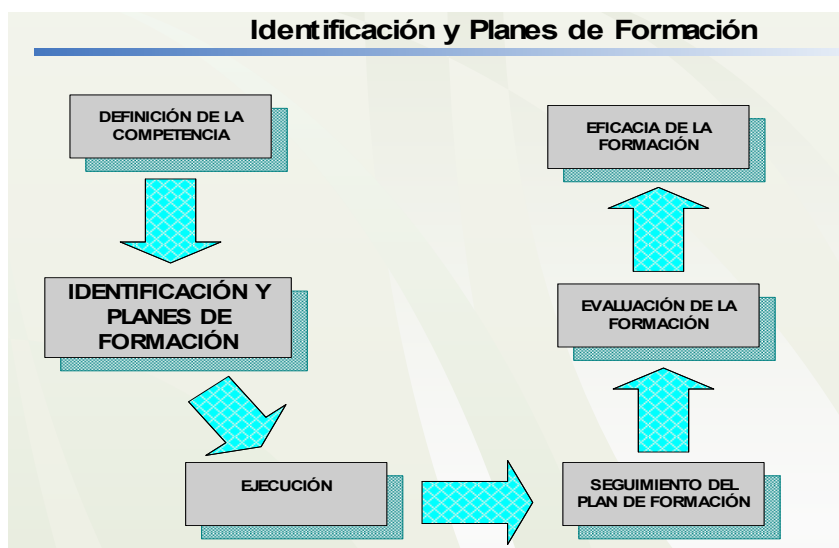 Identificación y Planes de Formación
DEFINICIÓN DE LA
COMPETENCIA
IDENTIFICACIÓN Y
PLANES DE
FORMACIÓN
EJECUCIÓN
SEGUIMIENTO DEL
PLAN DE FORMACIÓN
EVALUACIÓN DE LA
FORMACIÓN
EFICACIA DE LA
FORMACIÓN